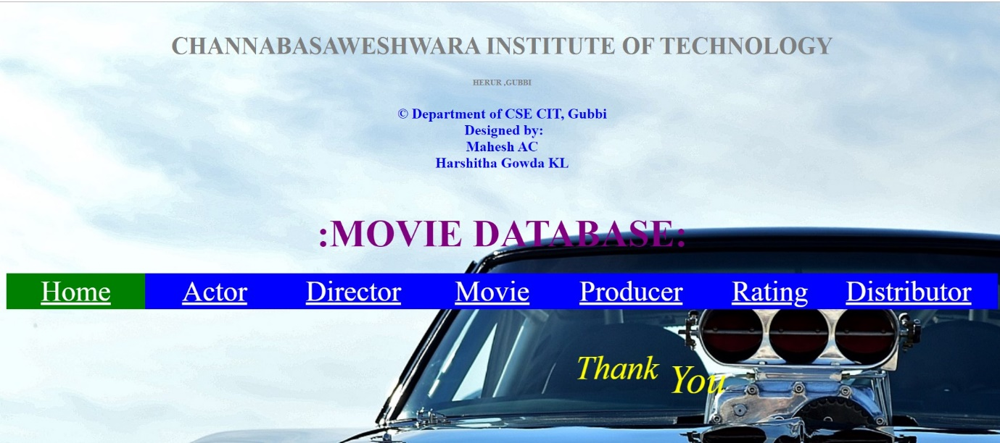 CHANNABASAWESHWARA INSTITUTE OF TECHNOLOGY
HERUR ,GUBBI
© Department of CSE CIT, Gubbi
Designed by:
Mahesh AC
Harshitha Gowda KL
:MOVIE DATABASE:
Home Actor Director Movie Producer Rating Distributor
Thank You